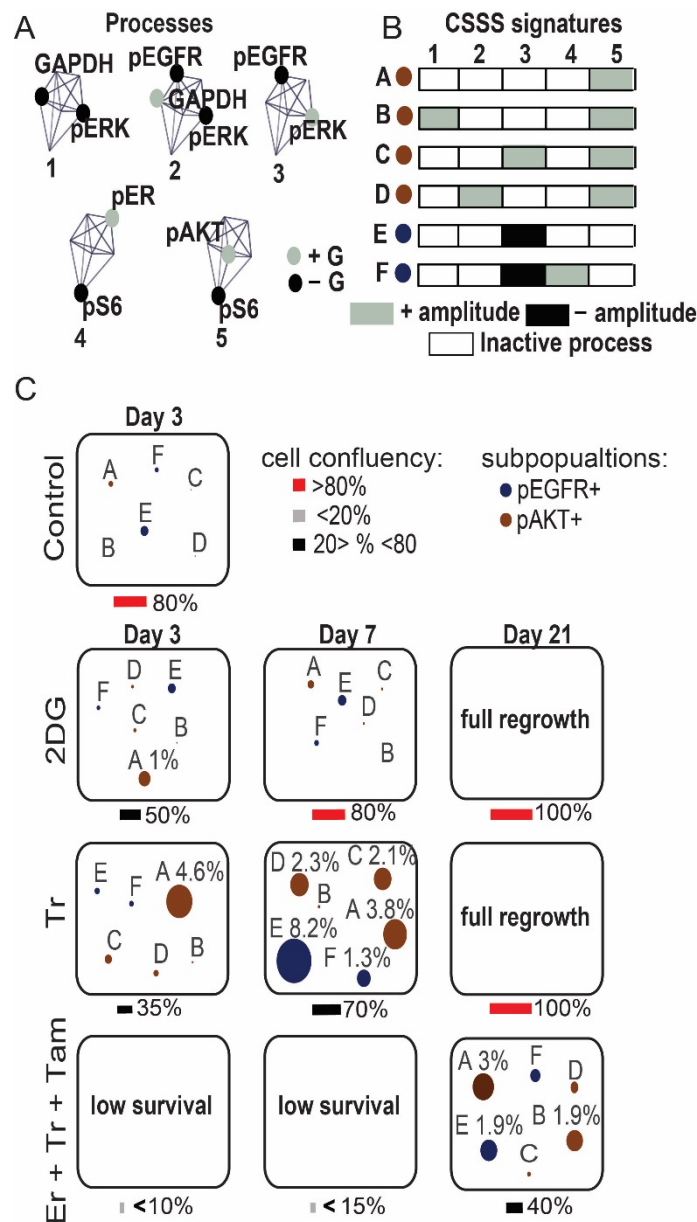 A
Processes
GAPDH
pERK
1
pEGFR
GAPDH
pERK
2
pEGFR
pERK
3
pER
pS6
4
pAKT
pS6
5
+ G
− G
B
CSSS signatures
1 2 3 4 5
A
B
C
D
E
F
+ amplitude − amplitude
Inactive process
C
Day 3
Control
A F C
E
B D
80%
cell confluency:
>80%
<20%
20> % <80
subpopualtions:
pEGFR+
pAKT+
Day 3 Day 7 Day 21
2DG
D E
F
C B
A 1%
50%
A C
E
D
F
B
80%
full regrowth
100%
Tr
E F A 4.6%
C D B
35%
D 2.3% C 2.1%
B
A 3.8%
E 8.2%
F 1.3%
70%
full regrowth
100%
Er + Tr + Tam
low survival
<10%
low survival
< 15%
A 3% F D
E 1.9% B 1.9%
C
40%